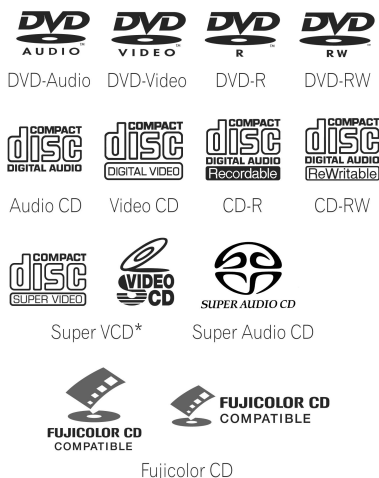 DVD DVD DVD DVD
AUDIO VIDEO R RW
DVD-Audio DVD-Video DVD-R DVD-RW
COMPACT COMPACT COMPACT COMPACT
disc disc disc disc
DIGITAL AUDIO DIGITAL VIDEO DIGITAL AUDIO DIGITAL AUDIO
Recordable ReWritable
Audio CD Video CD CD-R CD-RW
COMPACT
disc VIDEO
SUPER VIDEO CD SUPER AUDIO CD
Super VCD* Super Audio CD
FUJICOLOR CD FUJICOLOR CD
COMPATIBLE COMPATIBLE
Fujicolor CD